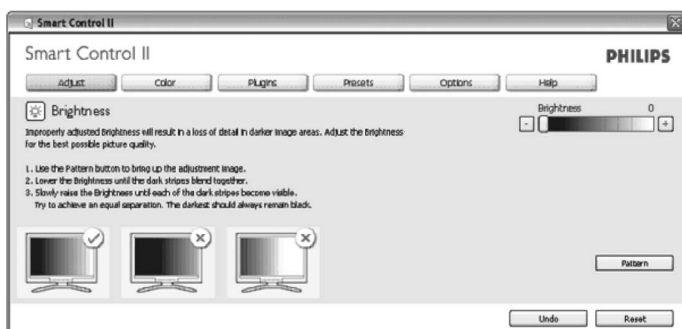 Smart Control II
Smart Control II
PHILIPS
Adjust Color Plugins Presets Options Help
Brightness
Brightness 0
Improperly adjusted Brightness will result in a loss of detail in darker image areas. Adjust the Brightness
for the best possible picture quality.
- +
1. Use the Pattern button to bring up the adjustment image.
2. Lower the Brightness until the dark stripes blend together.
3. Slowly raise the Brightness until each of the dark stripes become visible.
Try to achieve an equal separation. The darkest should always remain black.
Pattern
Undo Reset